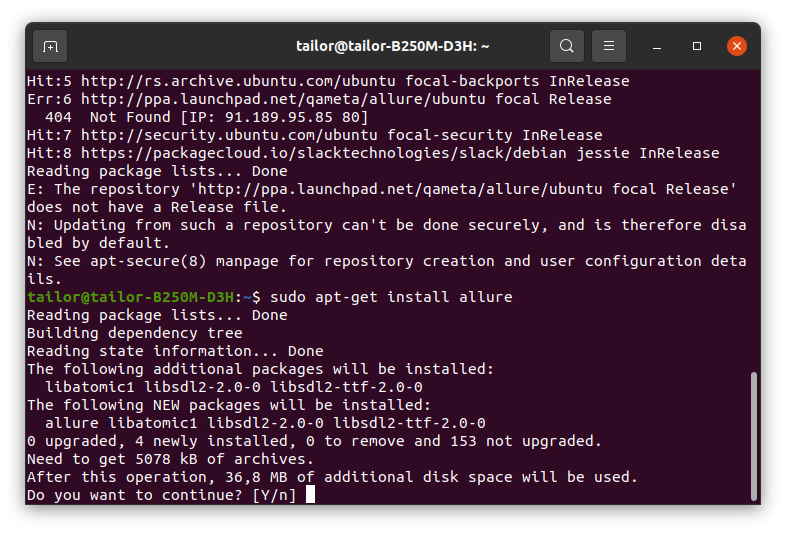 tailor@tailor-B250M-D3H: ~
Hit:5 http://rs.archive.ubuntu.com/ubuntu focal-backports InRelease
Err:6 http://ppa.launchpad.net/qameta/allure/ubuntu focal Release
  404  Not Found [IP: 91.189.95.85 80]
Hit:7 http://security.ubuntu.com/ubuntu focal-security InRelease
Hit:8 https://packagecloud.io/slacktechnologies/slack/debian jessie InRelease
Reading package lists... Done
E: The repository 'http://ppa.launchpad.net/qameta/allure/ubuntu focal Release'
does not have a Release file.
N: Updating from such a repository can't be done securely, and is therefore disa
bled by default.
N: See apt-secure(8) manpage for repository creation and user configuration deta
ils.
tailor@tailor-B250M-D3H:~$ sudo apt-get install allure
Reading package lists... Done
Building dependency tree
Reading state information... Done
The following additional packages will be installed:
  libatomic1 libsdl2-2.0-0 libsdl2-ttf-2.0-0
The following NEW packages will be installed:
  allure libatomic1 libsdl2-2.0-0 libsdl2-ttf-2.0-0
0 upgraded, 4 newly installed, 0 to remove and 153 not upgraded.
Need to get 5078 kB of archives.
After this operation, 36,8 MB of additional disk space will be used.
Do you want to continue? [Y/n]